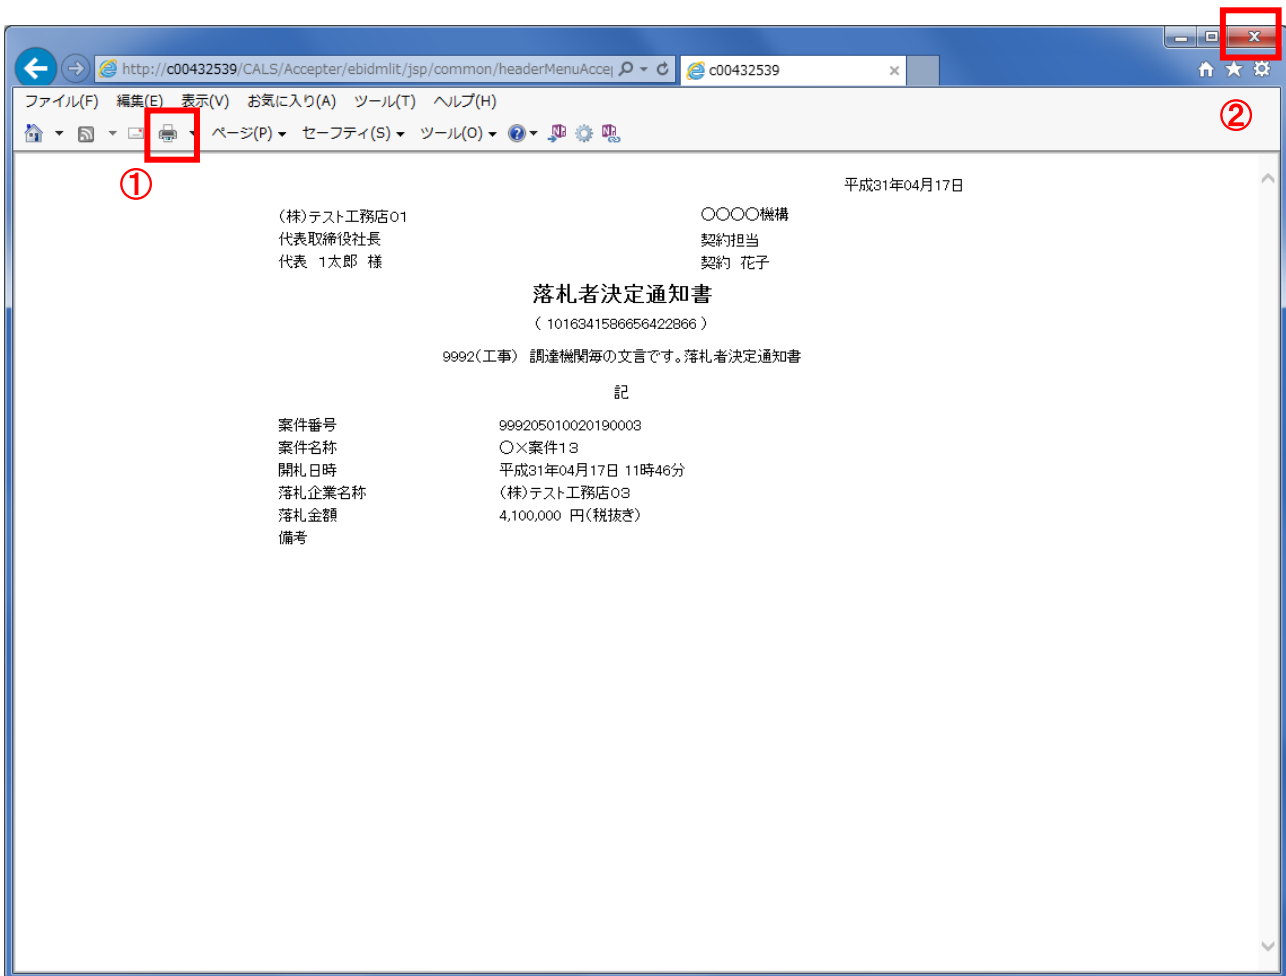 http://c00432539/CALS/Accepter/ebidmlit/jsp/common/headerMenuAccep
c00432539
ファイル(F) 編集(E) 表示(V) お気に入り(A) ツール(T) ヘルプ(H)
ページ(P) セーフティ(S) ツール(O)
①
②
平成31年04月17日
(株)テスト工務店01
〇〇〇〇機構
代表取締役社長
契約担当
代表 1太郎 様
契約 花子
落札者決定通知書
( 1016341586656422866 )
9992(工事) 調達機関毎の文言です。落札者決定通知書
記
案件番号 999205010020190003
案件名称 〇×案件13
開札日時 平成31年04月17日 11時46分
落札企業名称 (株)テスト工務店03
落札金額 4,100,000 円(税抜き)
備考